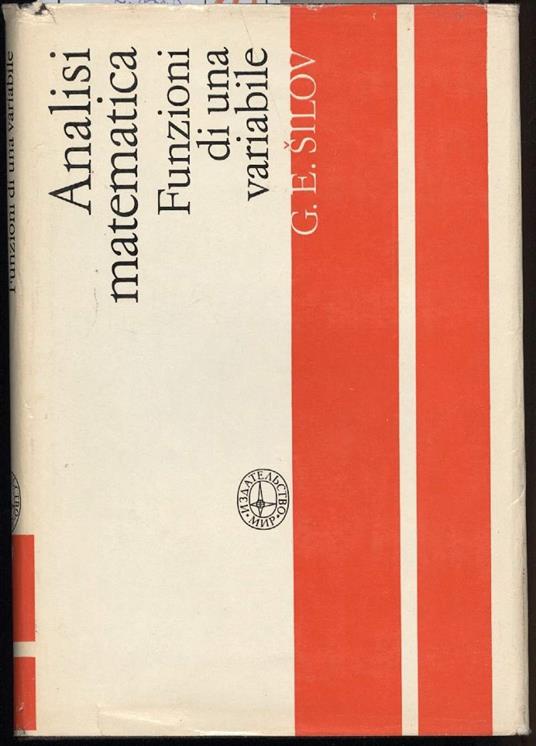 Analisi
matematica
Funzioni
di una
variabile
G. E. ŠILOV
ИЗДАТЕЛЬСТВО
МИР
Funzioni di una variabile